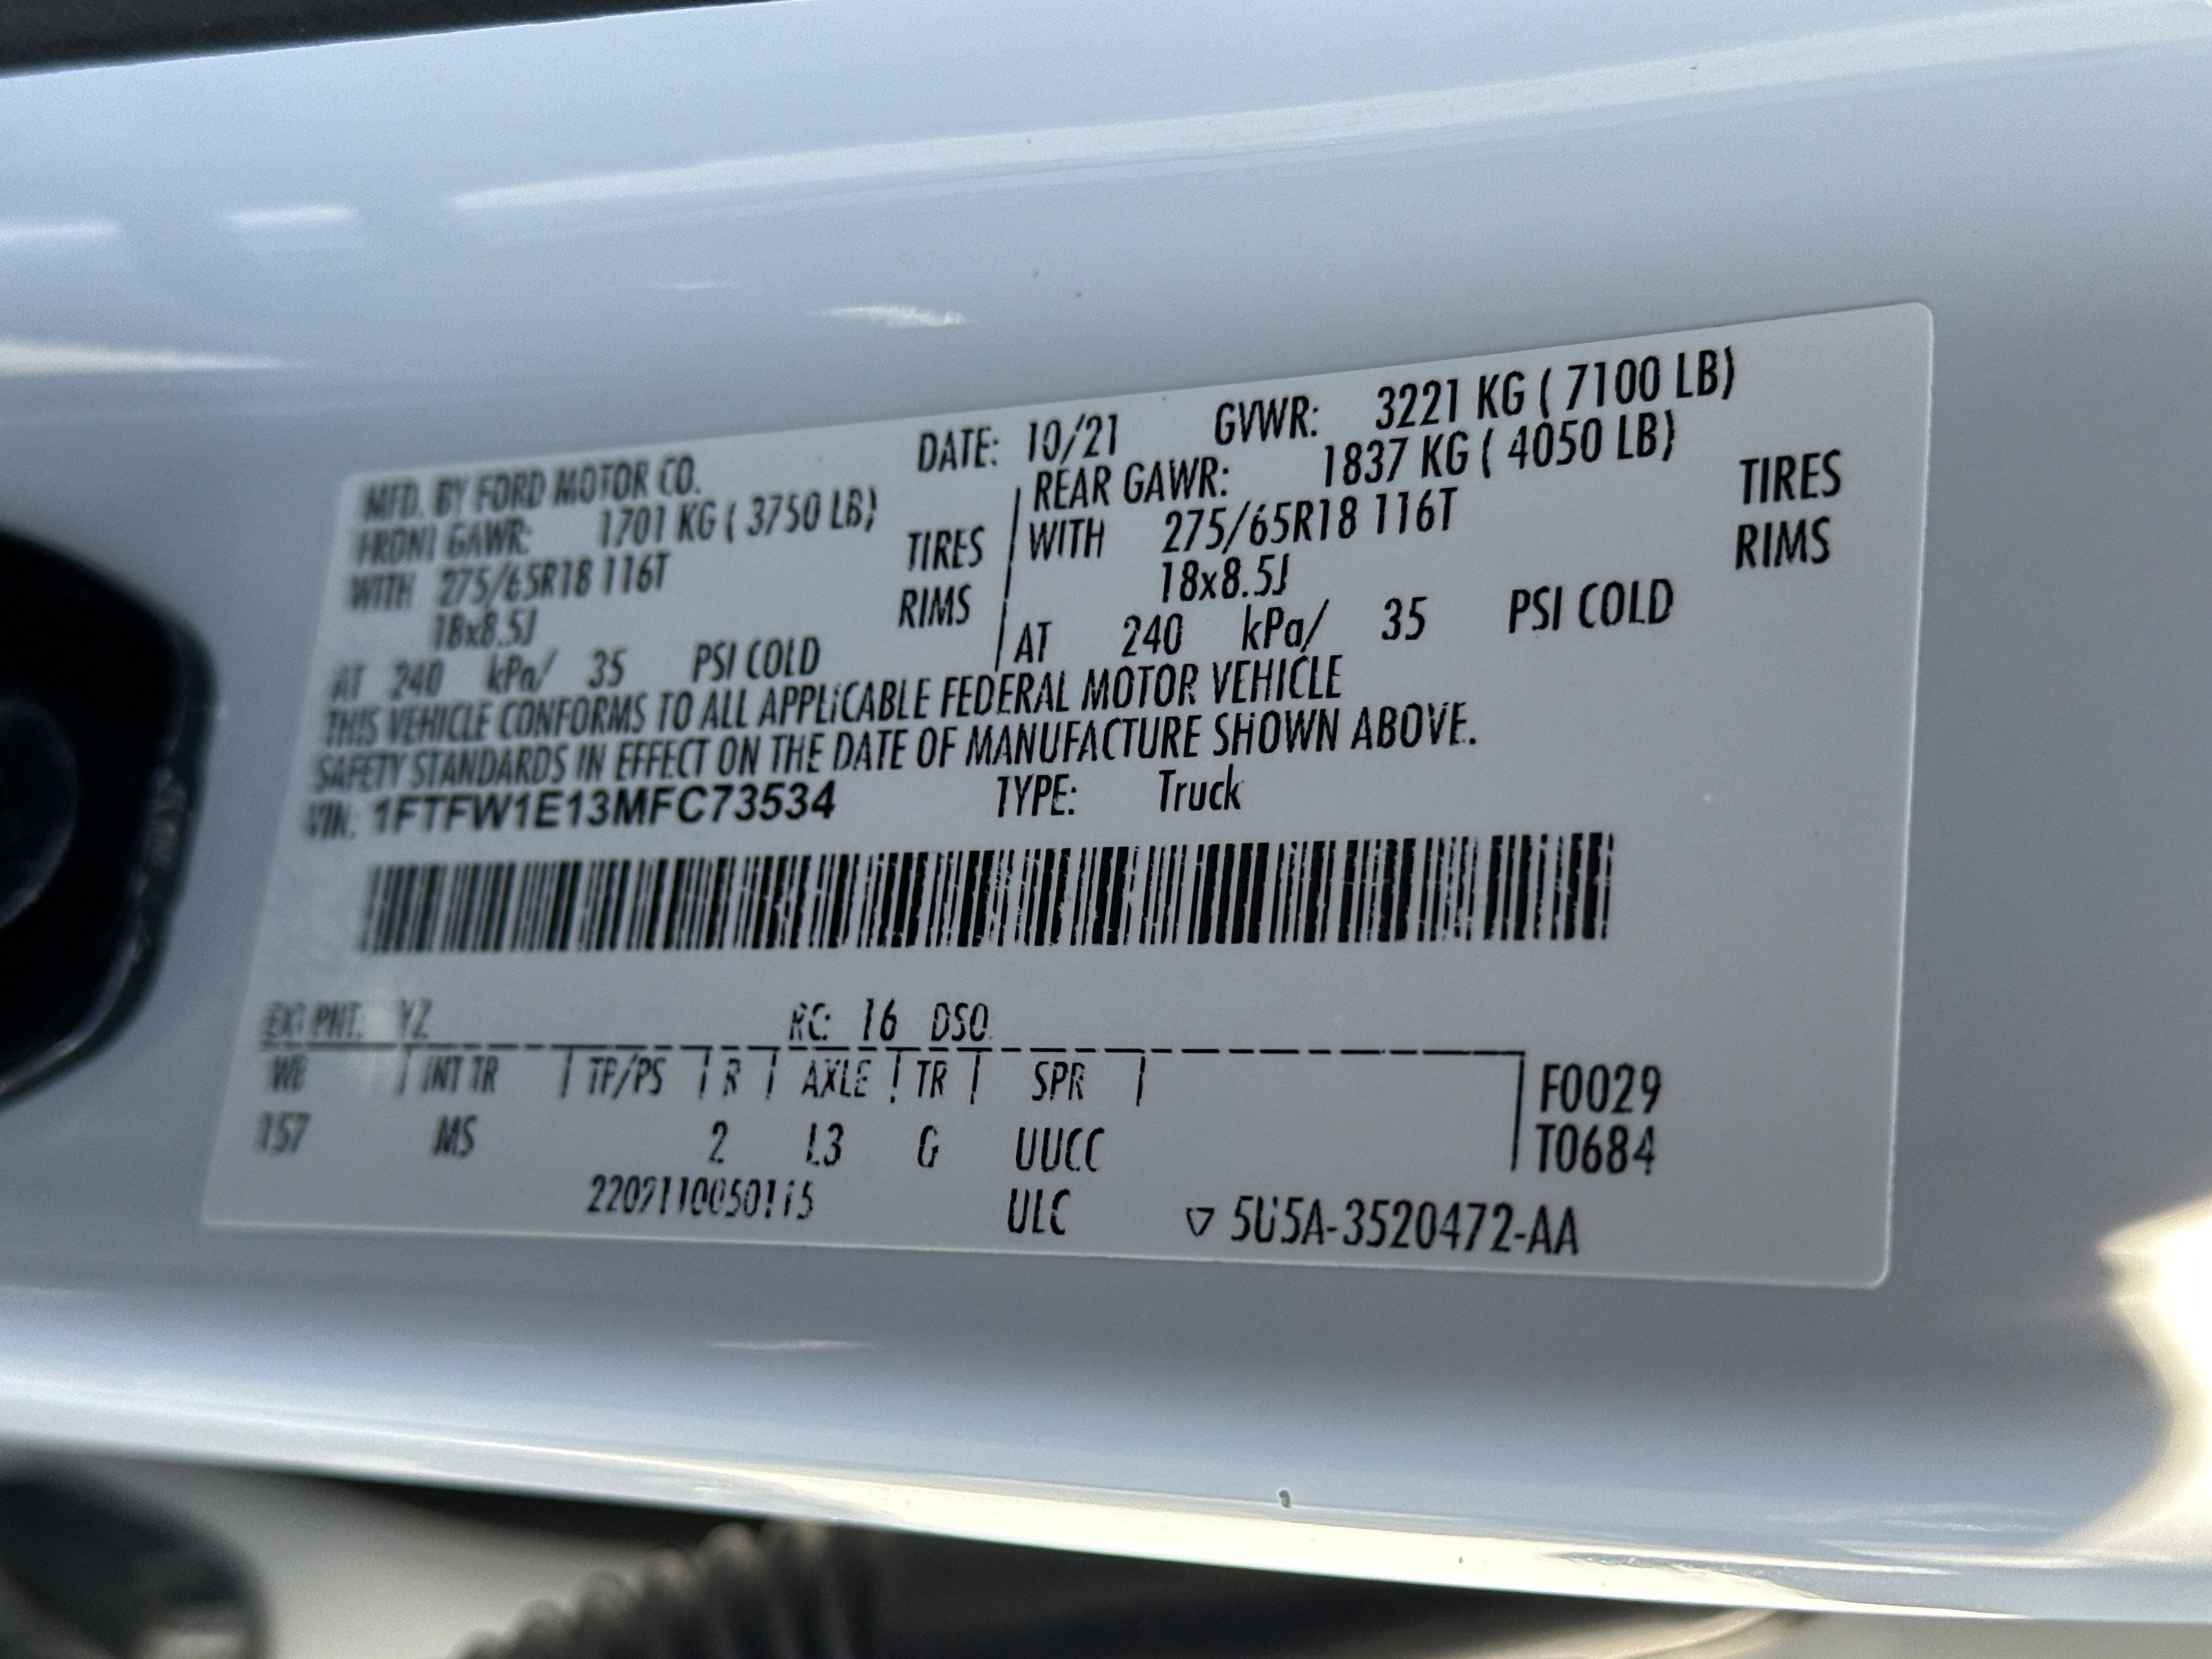 MFD. BY FORD MOTOR CO. DATE: 10/21 GVWR: 3221 KG ( 7100 LB)
FRONT GAWR: 1701 KG ( 3750 LB) REAR GAWR: 1837 KG ( 4050 LB)
WITH 275/65R18 116T TIRES WITH 275/65R18 116T TIRES
18x8.5J RIMS 18x8.5J RIMS
AT 240 kPa/ 35 PSI COLD AT 240 kPa/ 35 PSI COLD
THIS VEHICLE CONFORMS TO ALL APPLICABLE FEDERAL MOTOR VEHICLE
SAFETY STANDARDS IN EFFECT ON THE DATE OF MANUFACTURE SHOWN ABOVE.
VIN: 1FTFW1E13MFC73534 TYPE: Truck
EXT PNT: YZ RC: 16 DSO
WB INT TR TP/PS R AXLE TR SPR F0029
157 MS 2 L3 G UUCC T0684
ULC ▽ 5U5A-3520472-AA